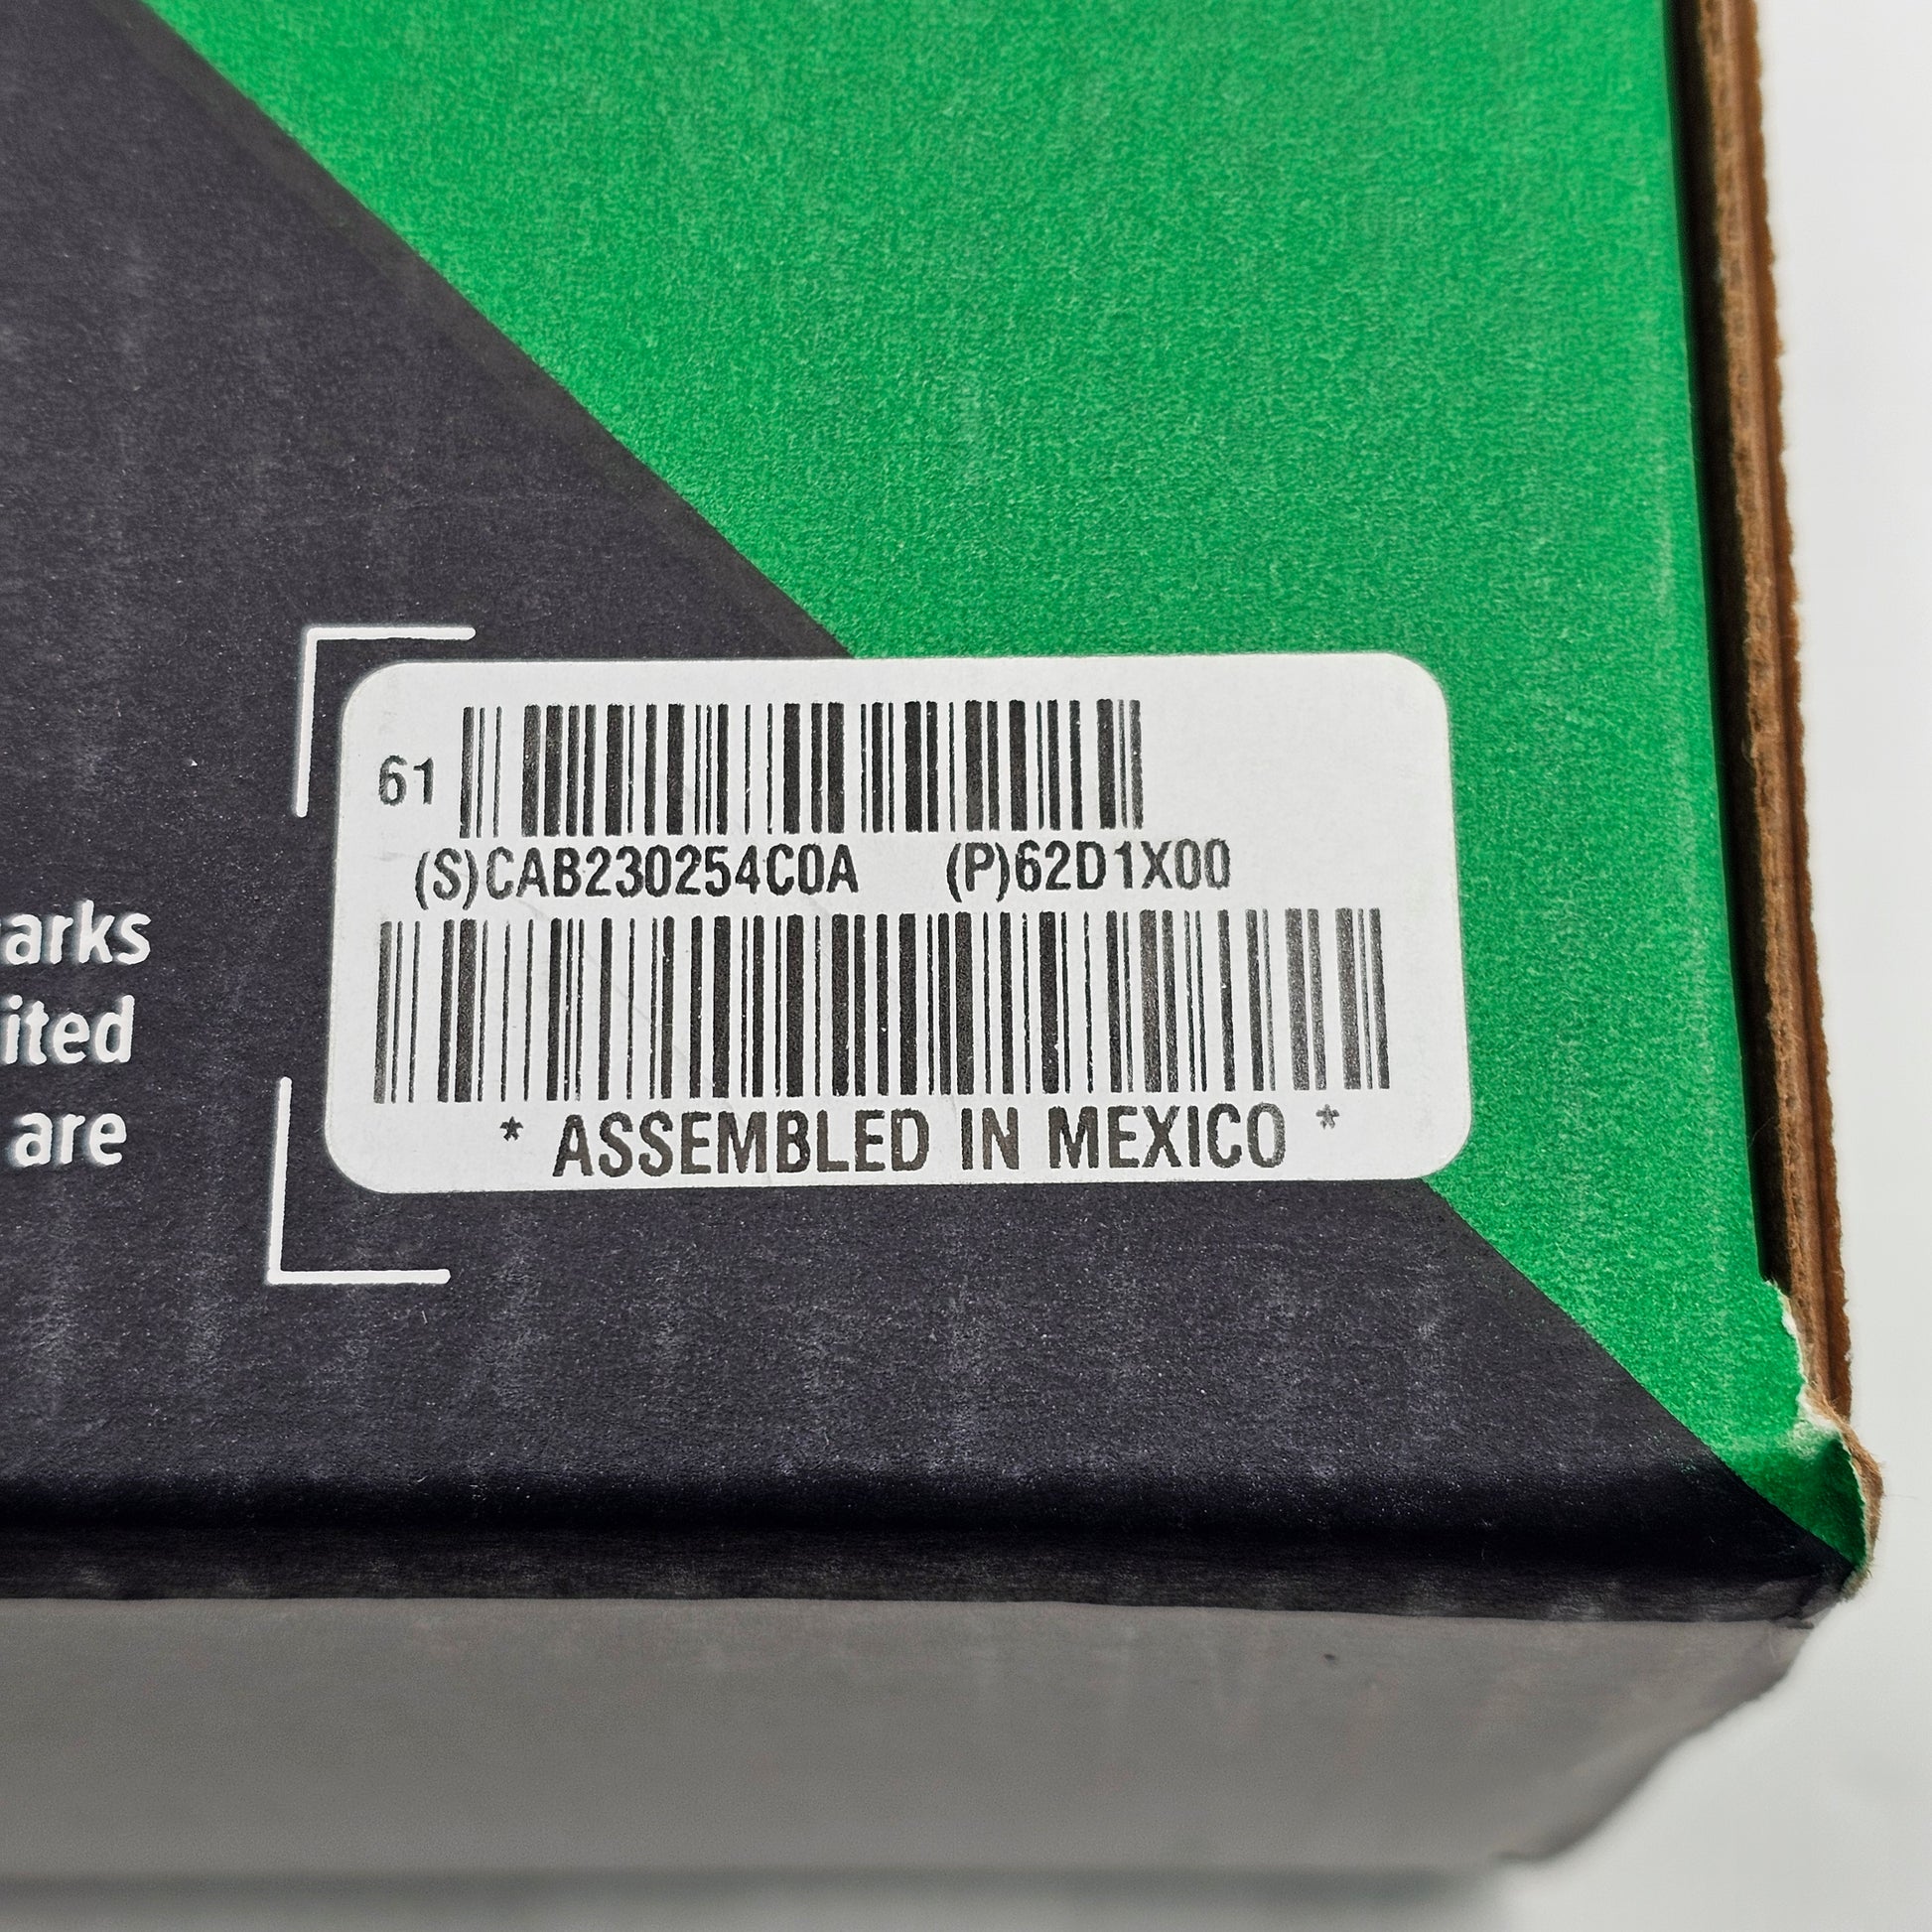 61
(S)CAB230254C0A (P)62D1X00
* ASSEMBLED IN MEXICO *
arks
ited
are